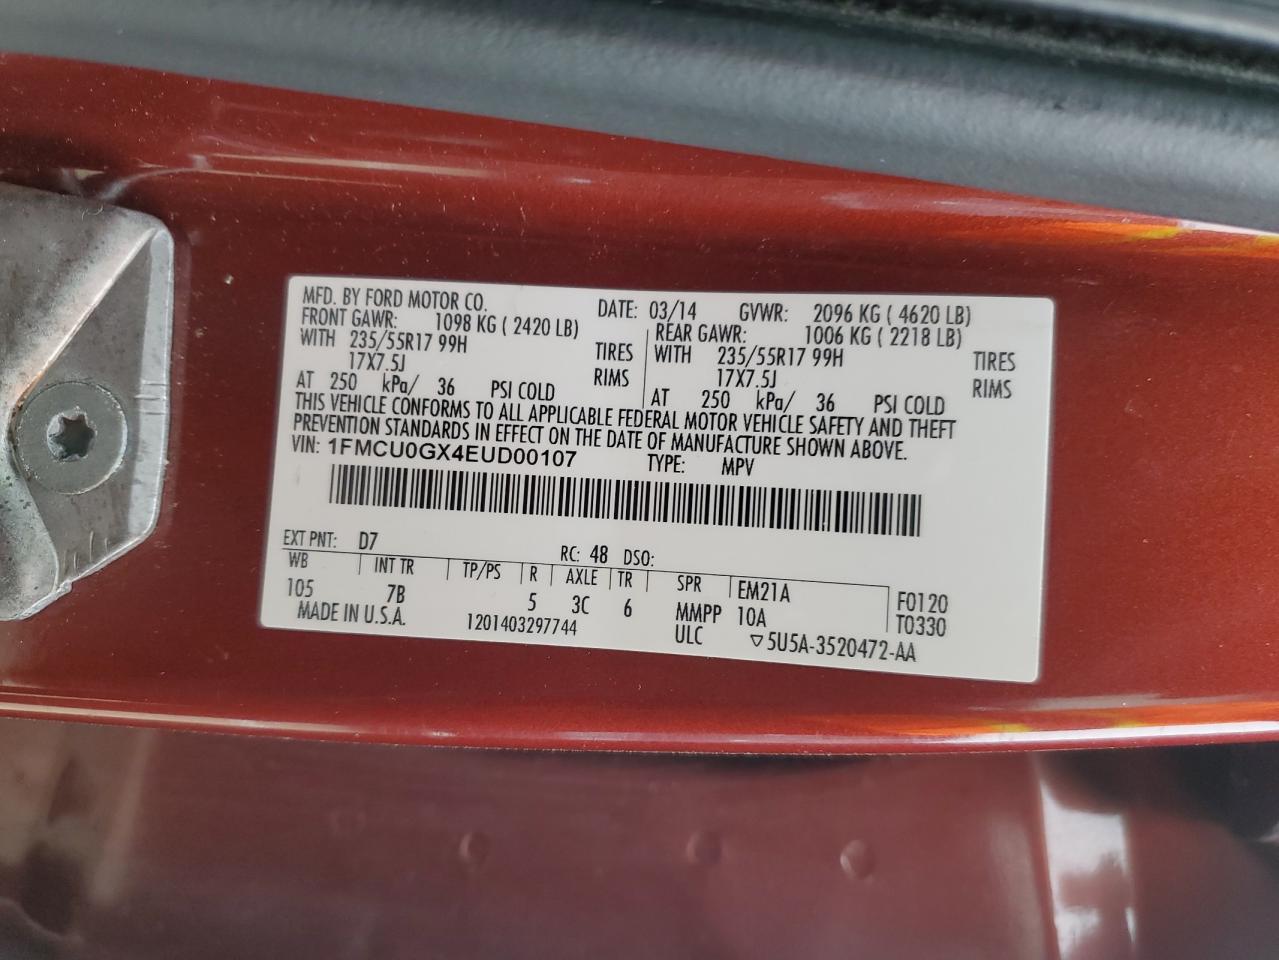 MFD. BY FORD MOTOR CO. DATE: 03/14 GVWR: 2096 KG ( 4620 LB)
FRONT GAWR: 1098 KG ( 2420 LB) REAR GAWR: 1006 KG ( 2218 LB)
WITH 235/55R17 99H TIRES WITH 235/55R17 99H TIRES
17X7.5J RIMS 17X7.5J RIMS
AT 250 kPa/ 36 PSI COLD AT 250 kPa/ 36 PSI COLD
THIS VEHICLE CONFORMS TO ALL APPLICABLE FEDERAL MOTOR VEHICLE SAFETY AND THEFT
PREVENTION STANDARDS IN EFFECT ON THE DATE OF MANUFACTURE SHOWN ABOVE.
VIN: 1FMCU0GX4EUD00107 TYPE: MPV
EXT PNT: D7 RC: 48 DSO:
WB INT TR TP/PS R AXLE TR SPR EM21A F0120
105 7B 5 3C 6 MMPP 10A T0330
MADE IN U.S.A. 1201403297744 ULC ▽5U5A-3520472-AA